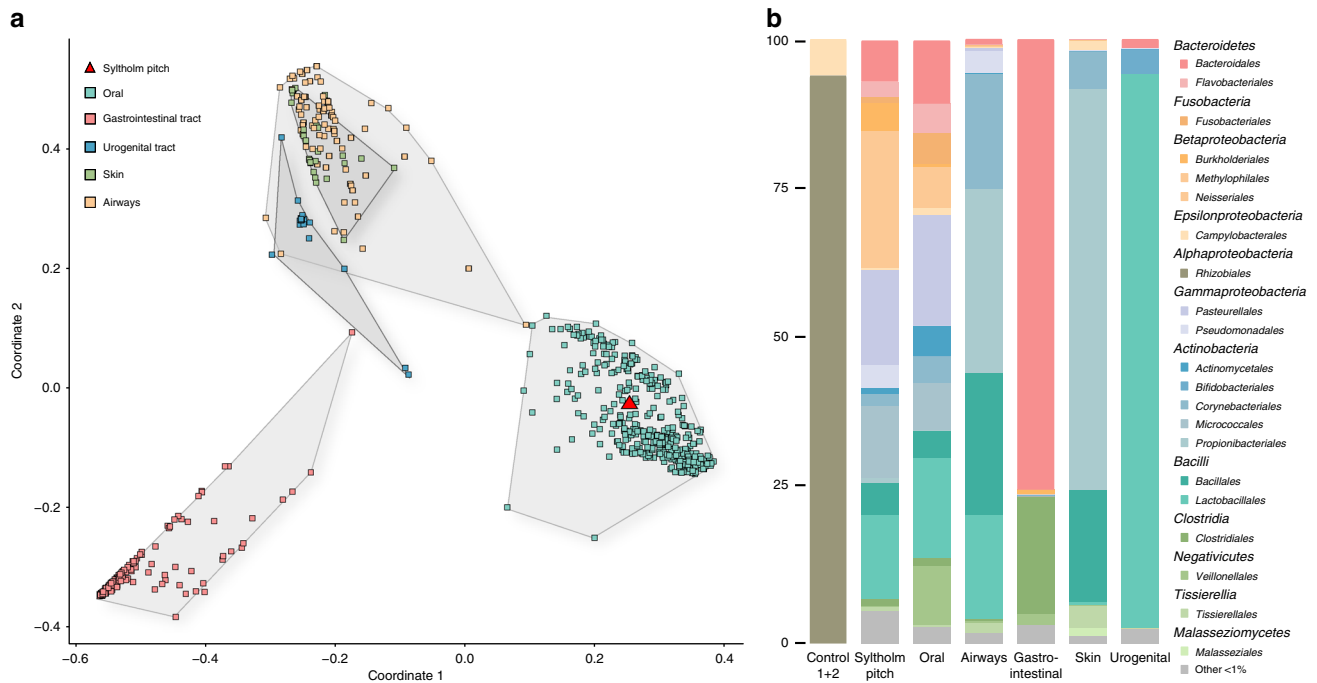 a
Syltholm pitch
Oral
Gastrointestinal tract
Urogenital tract
Skin
Airways
Coordinate 2
0.4
0.2
0.0
−0.2
−0.4
−0.6
−0.4
−0.2
0.0
0.2
0.4
Coordinate 1
b
100
75
50
25
0
Control
1+2
Syltholm
pitch
Oral
Airways
Gastro-
intestinal
Skin
Urogenital
Bacteroidetes
Bacteroidales
Flavobacteriales
Fusobacteria
Fusobacteriales
Betaproteobacteria
Burkholderiales
Methylophilales
Neisseriales
Epsilonproteobacteria
Campylobacterales
Alphaproteobacteria
Rhizobiales
Gammaproteobacteria
Pasteurellales
Pseudomonadales
Actinobacteria
Actinomycetales
Bifidobacteriales
Corynebacteriales
Micrococcales
Propionibacteriales
Bacilli
Bacillales
Lactobacillales
Clostridia
Clostridiales
Negativicutes
Veillonellales
Tissierellia
Tissierellales
Malasseziomycetes
Malasseziales
Other <1%